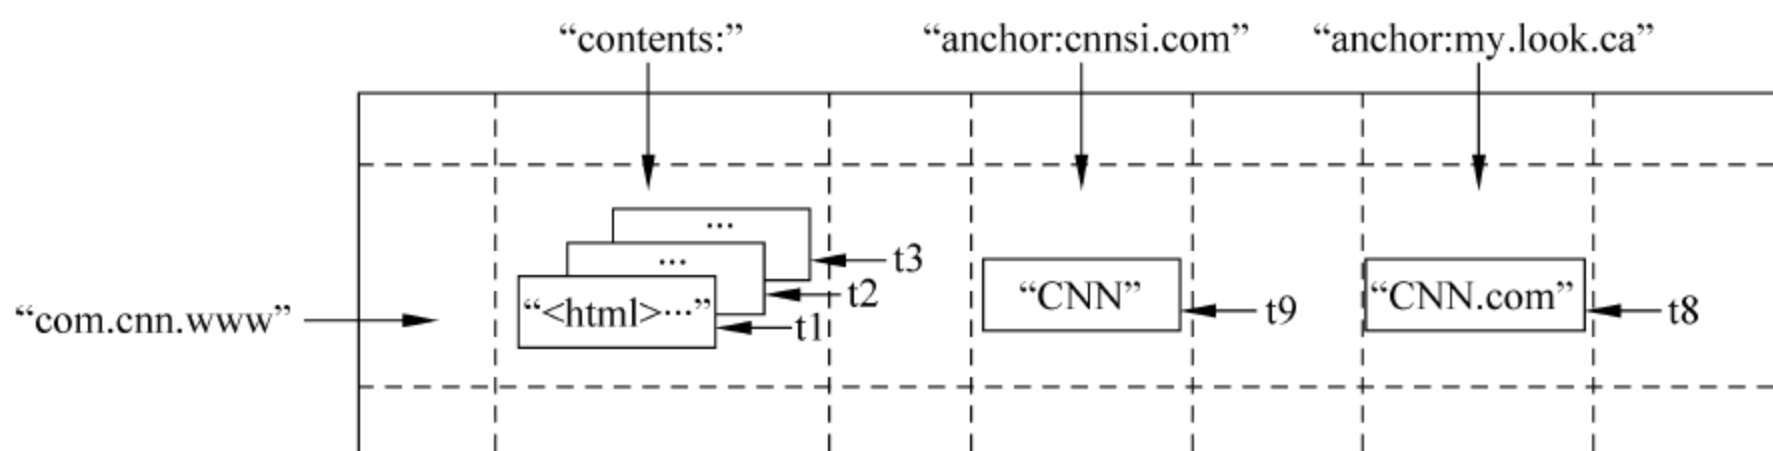 “contents:” “anchor:cnnsi.com” “anchor:my.look.ca”
...
... t3
“<html>...” t2
“com.cnn.www” t1 “CNN” t9 “CNN.com” t8